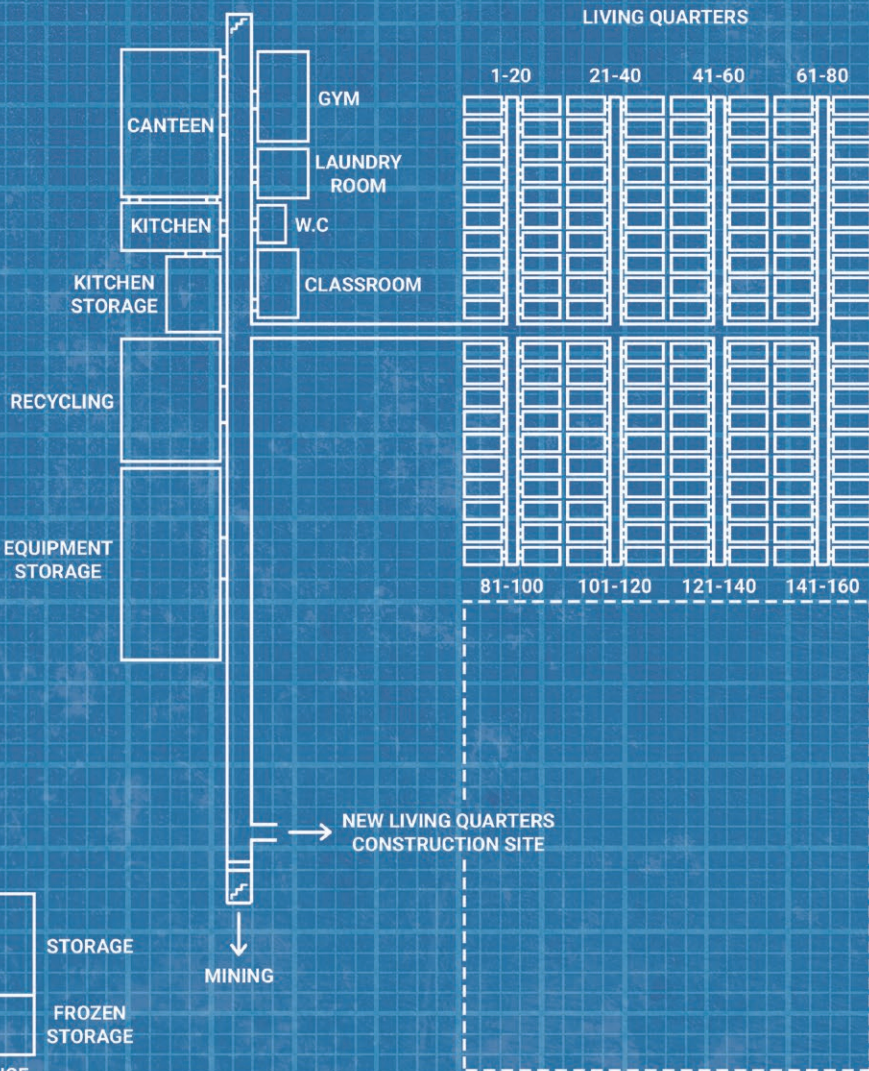 LIVING QUARTERS
1-20
21-40
41-60
61-80
CANTEEN
GYM
LAUNDRY
ROOM
KITCHEN
W.C
KITCHEN
STORAGE
CLASSROOM
RECYCLING
EQUIPMENT
STORAGE
81-100
101-120
121-140
141-160
NEW LIVING QUARTERS
CONSTRUCTION SITE
MINING
STORAGE
FROZEN
STORAGE